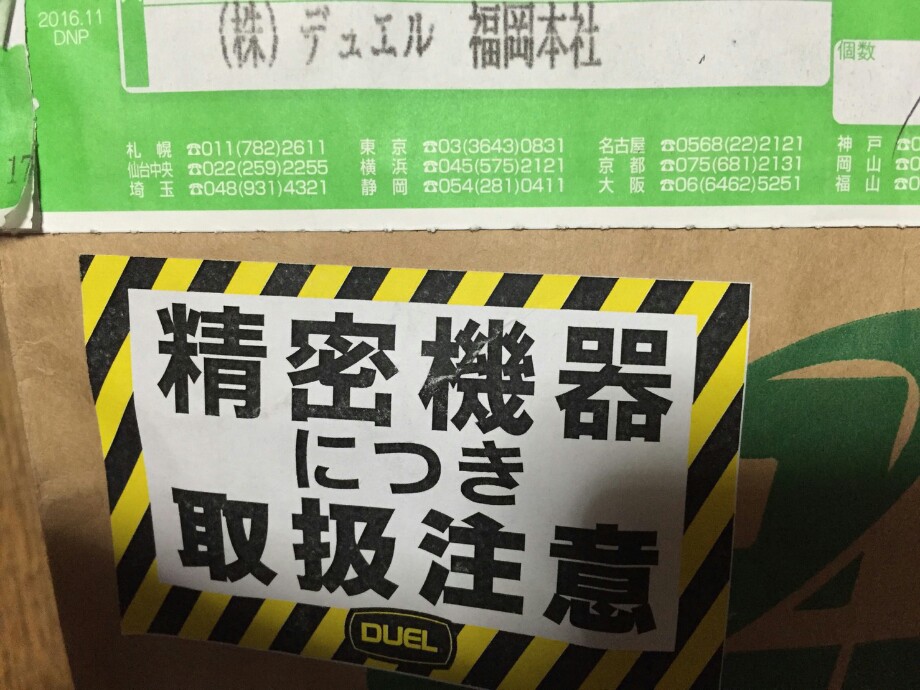 2016.11
DNP
(株) デュエル 福岡本社
個数
札幌 ☎011(782)2611 東京 ☎03(3643)0831 名古屋 ☎0568(22)2121 神戸 ☎0
仙台中央 ☎022(259)2255 横浜 ☎045(575)2121 京都 ☎075(681)2131 岡山 ☎0
埼玉 ☎048(931)4321 静岡 ☎054(281)0411 大阪 ☎06(6462)5251 福山 ☎0
17
精密機器
につき
取扱注意
DUEL